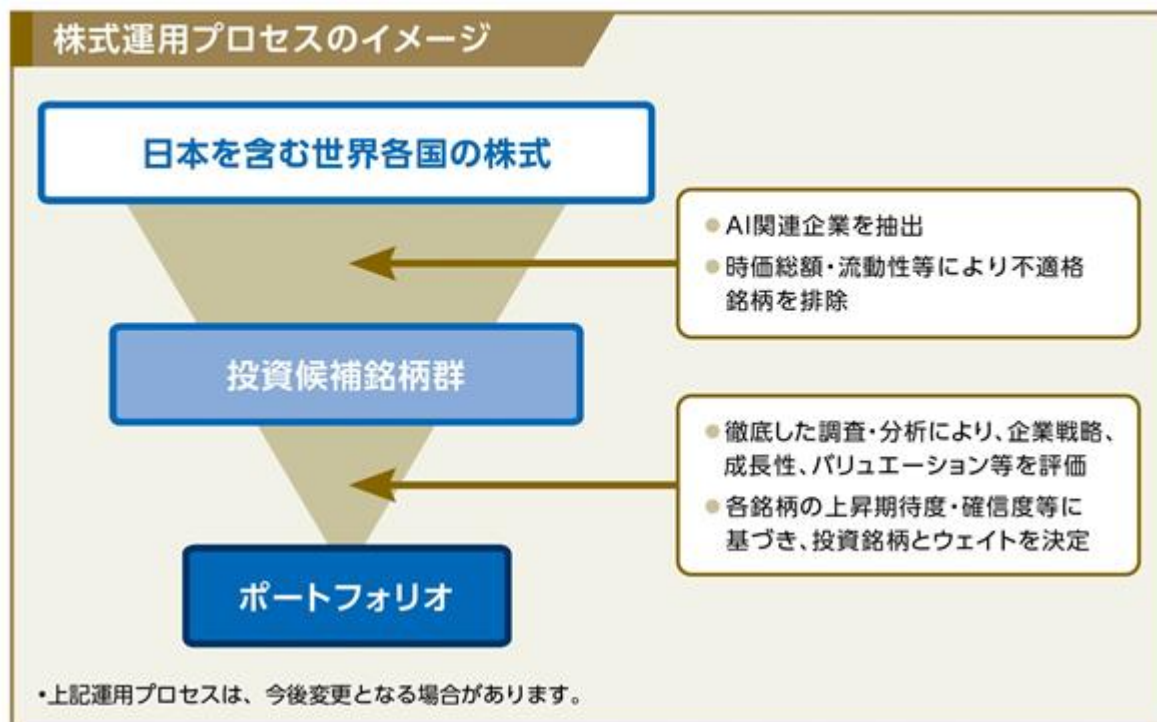 株式運用プロセスのイメージ
日本を含む世界各国の株式
●AI関連企業を抽出
●時価総額・流動性等により不適格
銘柄を排除
投資候補銘柄群
●徹底した調査・分析により、企業戦略、
成長性、バリュエーション等を評価
●各銘柄の上昇期待度・確信度等に
基づき、投資銘柄とウェイトを決定
ポートフォリオ
•上記運用プロセスは、今後変更となる場合があります。